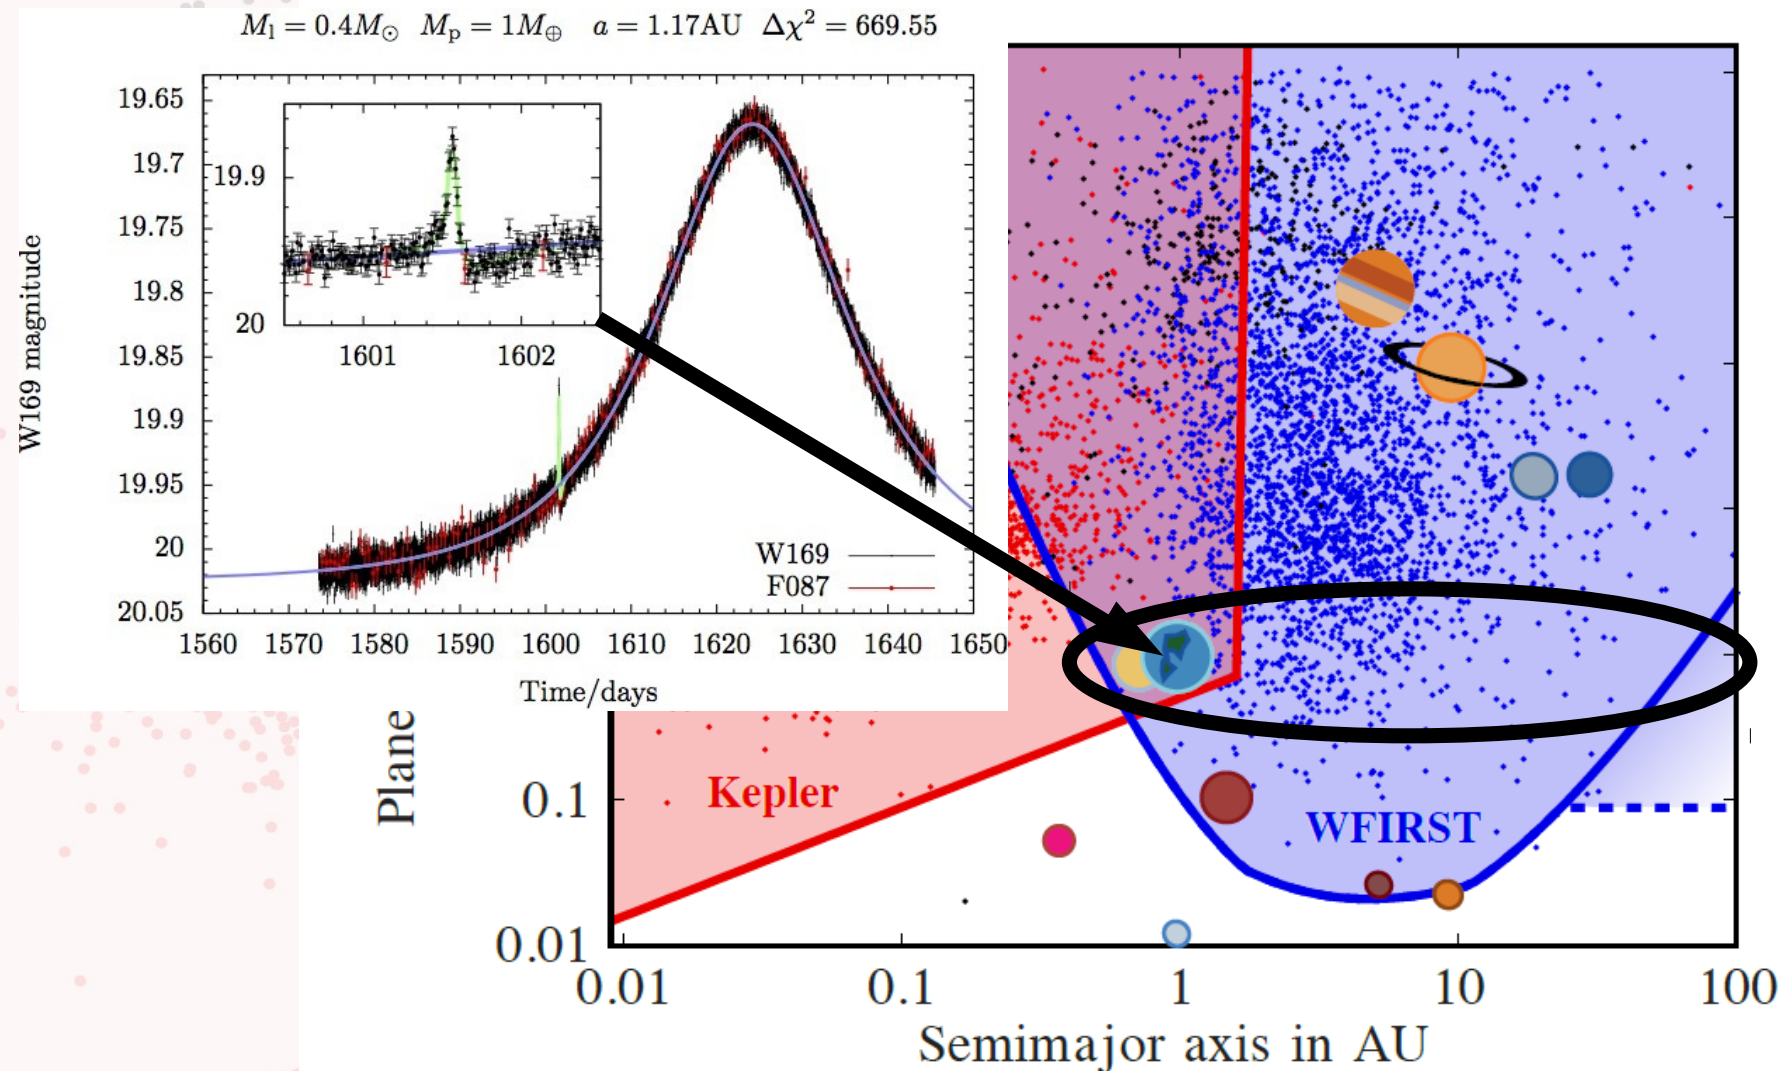 M_l = 0.4M_⊙ M_p = 1M_⊕ a = 1.17AU Δχ² = 669.55
W169 magnitude
19.65
19.7
19.75
19.8
19.85
19.9
19.95
20
20.05
19.9
20
1601 1602
W169
F087
1560 1570 1580 1590 1600 1610 1620 1630 1640 1650
Time/days
Plane
Kepler
WFIRST
0.1
0.01
0.01 0.1 1 10 100
Semimajor axis in AU